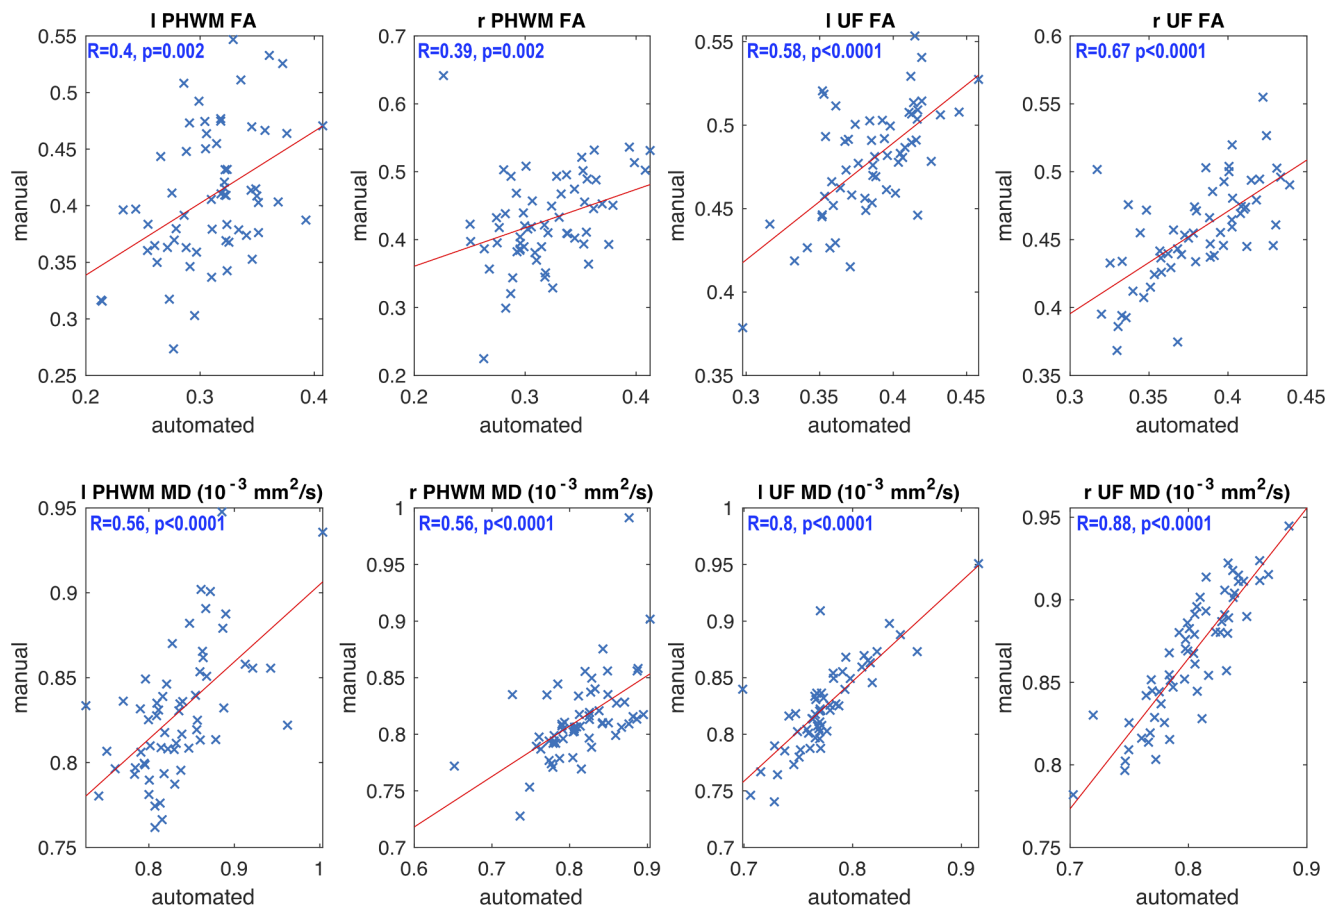 l PHWM FA
R=0.4, p=0.002
0.55
0.5
0.45
0.4
0.35
0.3
0.25
0.2
0.3
0.4
manual
automated
r PHWM FA
R=0.39, p=0.002
0.7
0.6
0.5
0.4
0.3
0.2
0.2
0.3
0.4
manual
automated
l UF FA
R=0.58, p<0.0001
0.55
0.5
0.45
0.4
0.35
0.3
0.35
0.4
0.45
manual
automated
r UF FA
R=0.67 p<0.0001
0.6
0.55
0.5
0.45
0.4
0.35
0.3
0.35
0.4
0.45
manual
automated
l PHWM MD (10⁻³ mm²/s)
R=0.56, p<0.0001
0.95
0.9
0.85
0.8
0.75
0.8
0.9
1
manual
automated
r PHWM MD (10⁻³ mm²/s)
R=0.56, p<0.0001
1
0.95
0.9
0.85
0.8
0.75
0.7
0.6
0.7
0.8
0.9
manual
automated
l UF MD (10⁻³ mm²/s)
R=0.8, p<0.0001
1
0.95
0.9
0.85
0.8
0.75
0.7
0.7
0.8
0.9
manual
automated
r UF MD (10⁻³ mm²/s)
R=0.88, p<0.0001
0.95
0.9
0.85
0.8
0.75
0.7
0.8
0.9
manual
automated